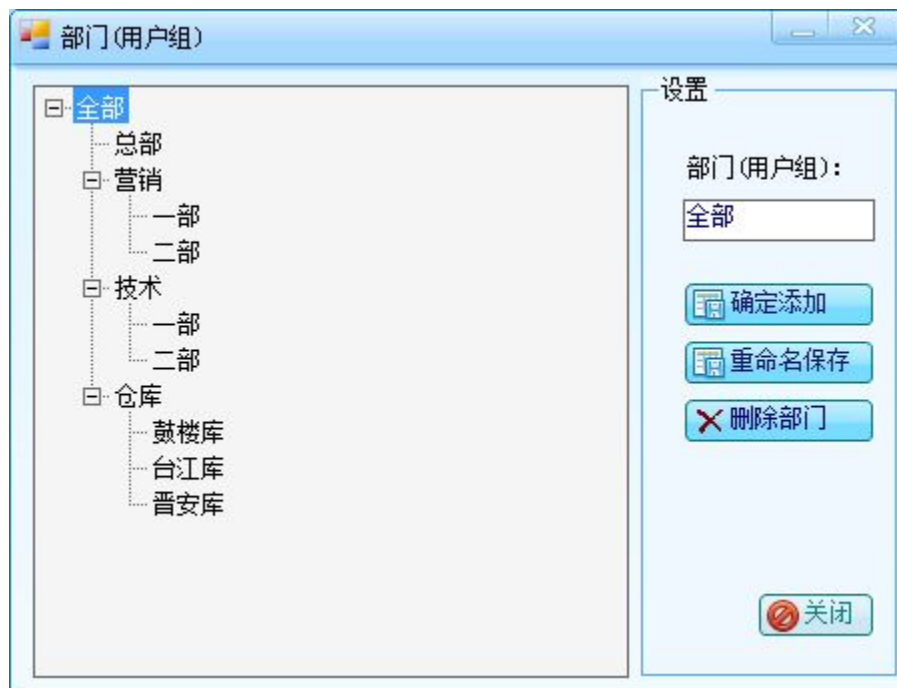 部门(用户组)
全部
总部
营销
一部
二部
技术
一部
二部
仓库
鼓楼库
台江库
晋安库
设置
部门(用户组):
全部
确定添加
重命名保存
删除部门
关闭